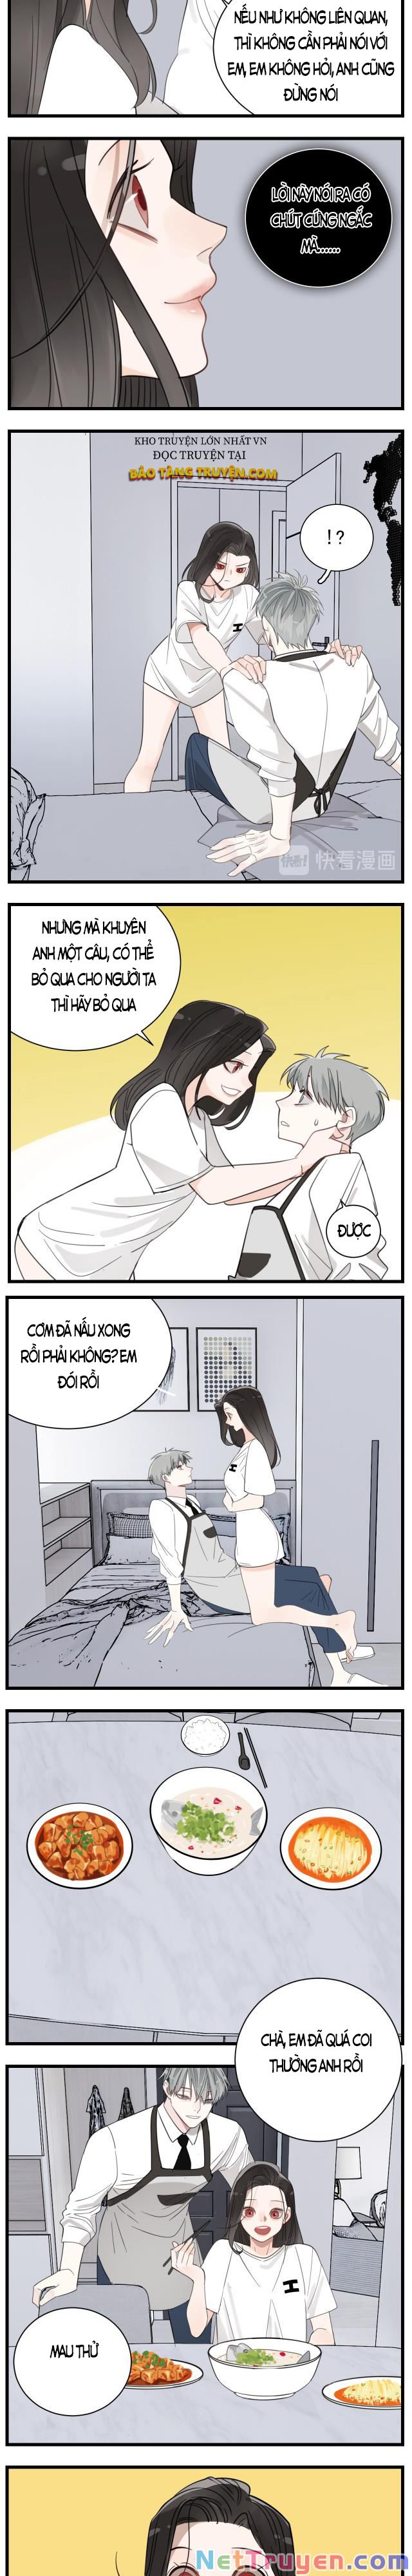 NẾU NHƯ KHÔNG LIÊN QUAN,
THÌ KHÔNG CẦN PHẢI NÓI VỚI
EM, EM KHÔNG HỎI, ANH CŨNG
ĐỪNG NÓI
LỜI NÀY NÓI RA CÓ
CHÚT CỨNG NGẮC
MÀ......
KHO TRUYỆN LỚN NHẤT VN
ĐỌC TRUYỆN TẠI
BẢO TÀNG TRUYỆN.COM
!?
H
快看!
快看漫画
NHƯNG MÀ KHUYÊN
ANH MỘT CÂU, CÓ THỂ
BỎ QUA CHO NGƯỜI TA
THÌ HÃY BỎ QUA
ĐƯỢC
CƠM ĐÃ NẤU XONG
RỒI PHẢI KHÔNG? EM
ĐÓI RỒI
H
CHÀ, EM ĐÃ QUÁ COI
THƯỜNG ANH RỒI
H
MAU THỬ
NetTruyen.com